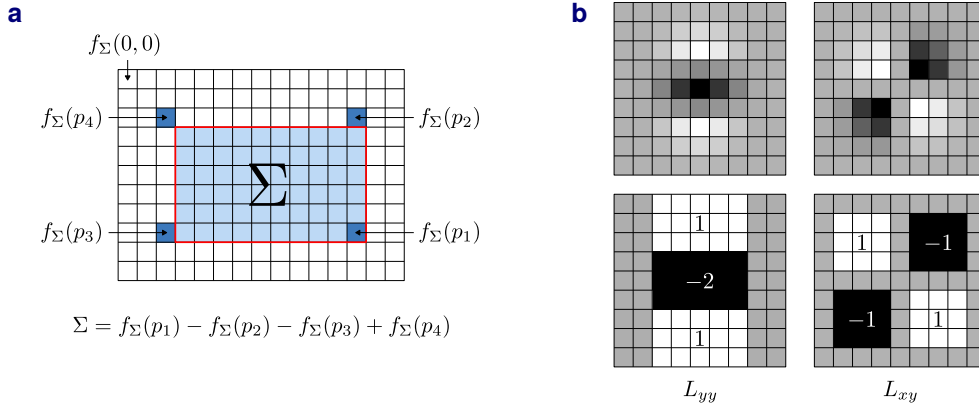 a
f_Σ(0, 0)
f_Σ(p_4)
f_Σ(p_2)
Σ
f_Σ(p_3)
f_Σ(p_1)
Σ = f_Σ(p_1) − f_Σ(p_2) − f_Σ(p_3) + f_Σ(p_4)
b
1
−2
1
1
−1
−1
1
L_yy
L_xy